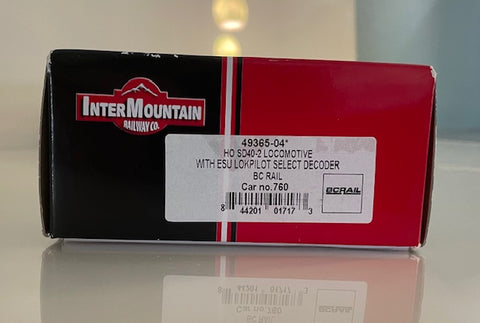 INTERMOUNTAIN
RAILWAY CO.
49365-04*
HO SD40-2 LOCOMOTIVE
WITH ESU LOKPILOT SELECT DECODER
BC RAIL
Car no.760
BCRAIL
8 44201 01717 3